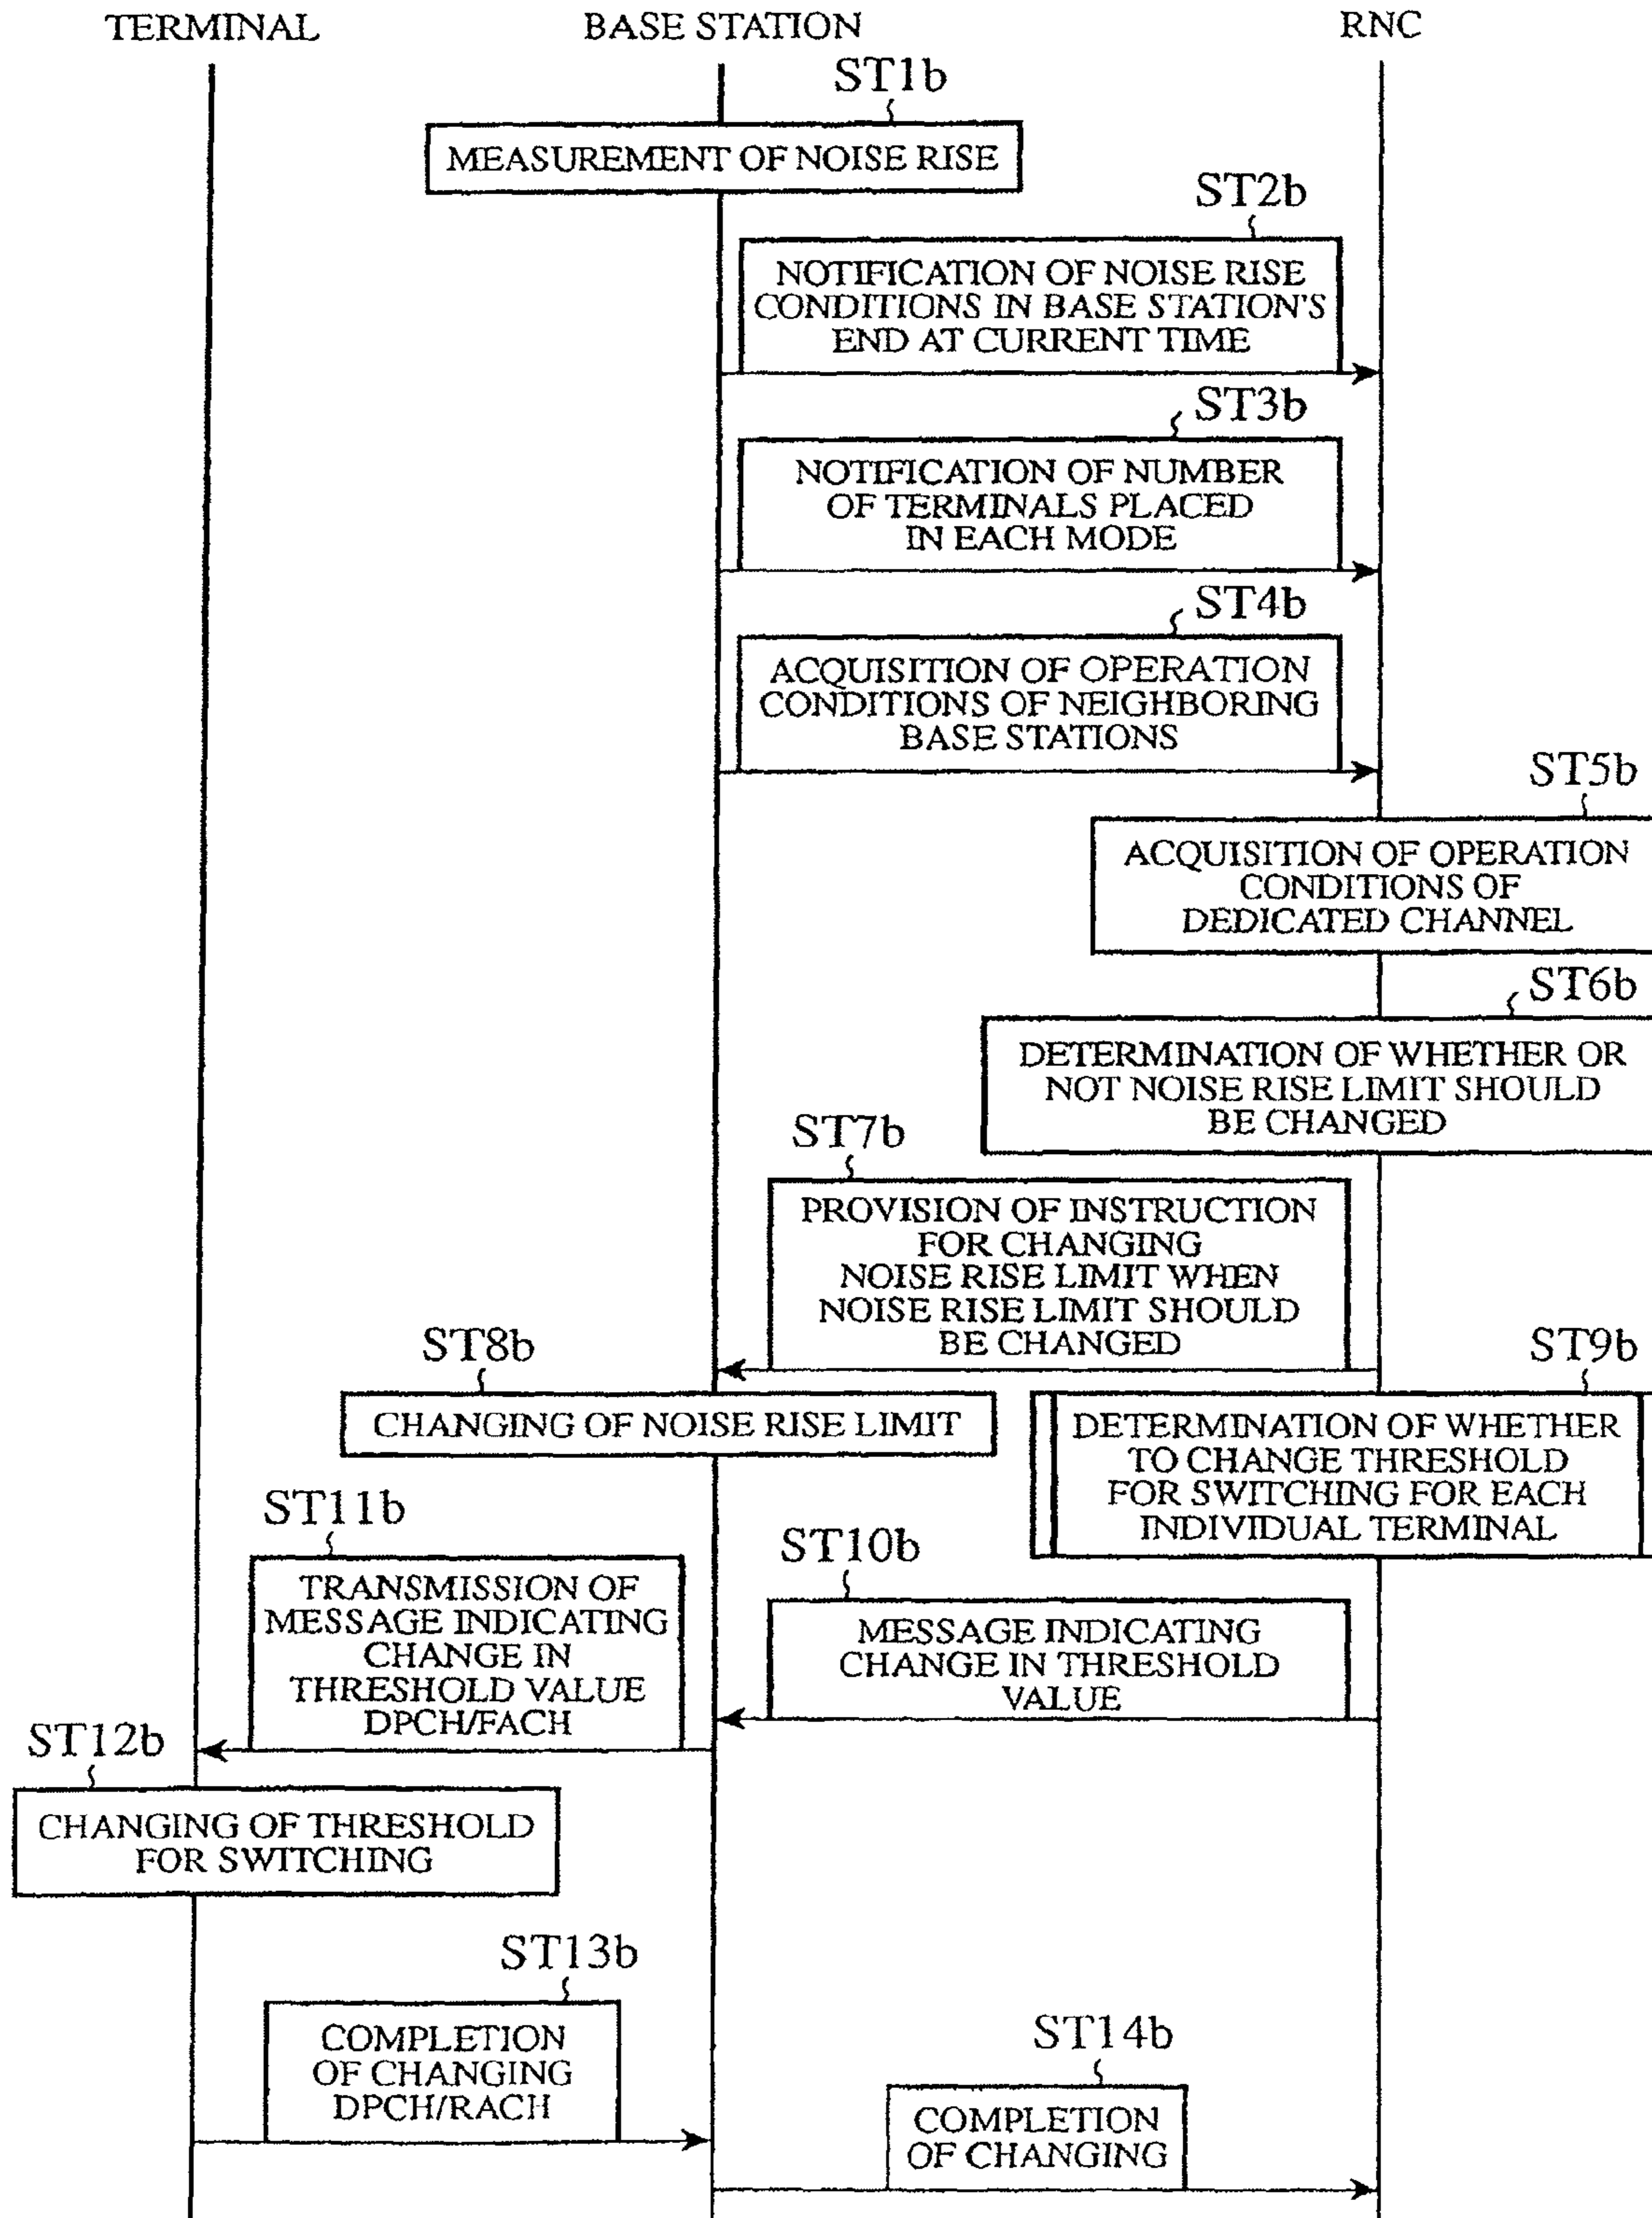 TERMINAL
BASE STATION
RNC
ST1b
MEASUREMENT OF NOISE RISE
ST2b
NOTIFICATION OF NOISE RISE
CONDITIONS IN BASE STATION'S
END AT CURRENT TIME
ST3b
NOTIFICATION OF NUMBER
OF TERMINALS PLACED
IN EACH MODE
ST4b
ACQUISITION OF OPERATION
CONDITIONS OF NEIGHBORING
BASE STATIONS
ST5b
ACQUISITION OF OPERATION
CONDITIONS OF
DEDICATED CHANNEL
ST6b
DETERMINATION OF WHETHER OR
NOT NOISE RISE LIMIT SHOULD
BE CHANGED
ST7b
PROVISION OF INSTRUCTION
FOR CHANGING
NOISE RISE LIMIT WHEN
NOISE RISE LIMIT SHOULD
BE CHANGED
ST8b
CHANGING OF NOISE RISE LIMIT
ST9b
DETERMINATION OF WHETHER
TO CHANGE THRESHOLD
FOR SWITCHING FOR EACH
INDIVIDUAL TERMINAL
ST10b
MESSAGE INDICATING
CHANGE IN THRESHOLD
VALUE
ST11b
TRANSMISSION OF
MESSAGE INDICATING
CHANGE IN
THRESHOLD VALUE
DPCH/FACH
ST12b
CHANGING OF THRESHOLD
FOR SWITCHING
ST13b
COMPLETION
OF CHANGING
DPCH/RACH
ST14b
COMPLETION
OF CHANGING